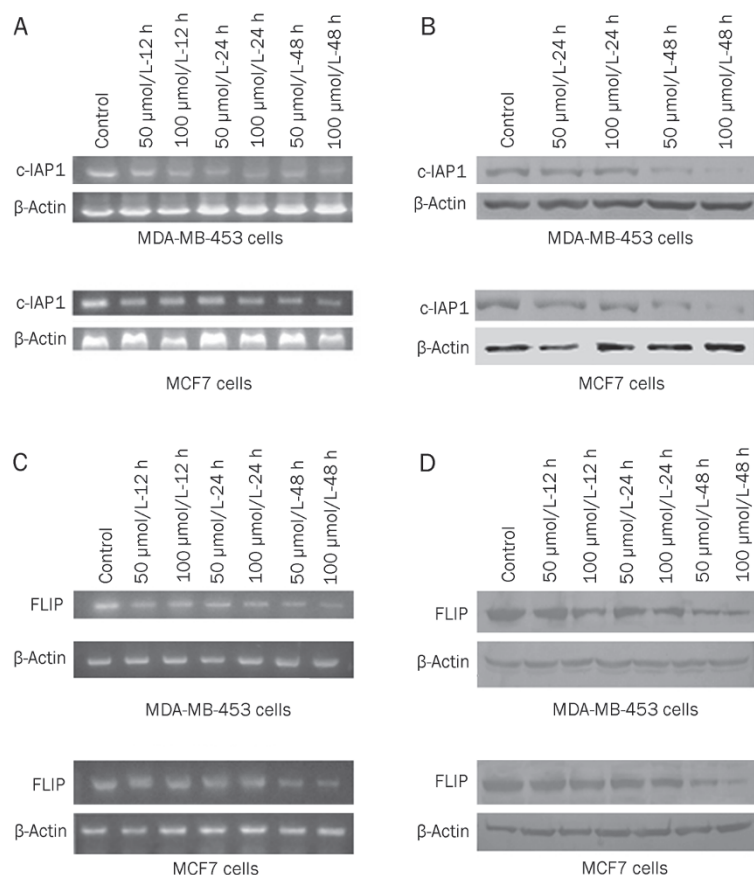 A
Control
50 µmol/L-12 h
100 µmol/L-12 h
50 µmol/L-24 h
100 µmol/L-24 h
50 µmol/L-48 h
100 µmol/L-48 h
c-IAP1
β-Actin
MDA-MB-453 cells
c-IAP1
β-Actin
MCF7 cells
B
Control
50 µmol/L-24 h
100 µmol/L-24 h
50 µmol/L-48 h
100 µmol/L-48 h
c-IAP1
β-Actin
MDA-MB-453 cells
c-IAP1
β-Actin
MCF7 cells
C
Control
50 µmol/L-12 h
100 µmol/L-12 h
50 µmol/L-24 h
100 µmol/L-24 h
50 µmol/L-48 h
100 µmol/L-48 h
FLIP
β-Actin
MDA-MB-453 cells
FLIP
β-Actin
MCF7 cells
D
Control
50 µmol/L-12 h
100 µmol/L-12 h
50 µmol/L-24 h
100 µmol/L-24 h
50 µmol/L-48 h
100 µmol/L-48 h
FLIP
β-Actin
MDA-MB-453 cells
FLIP
β-Actin
MCF7 cells